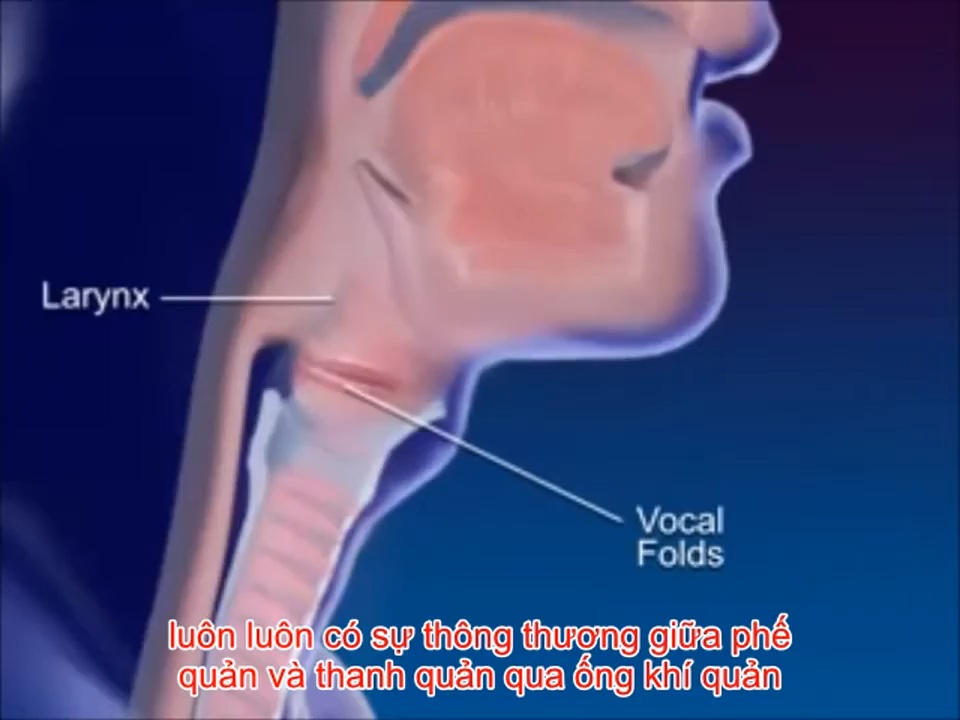 Larynx
Vocal
Folds
luôn luôn có sự thông thương giữa phế
quản và thanh quản qua ống khí quản